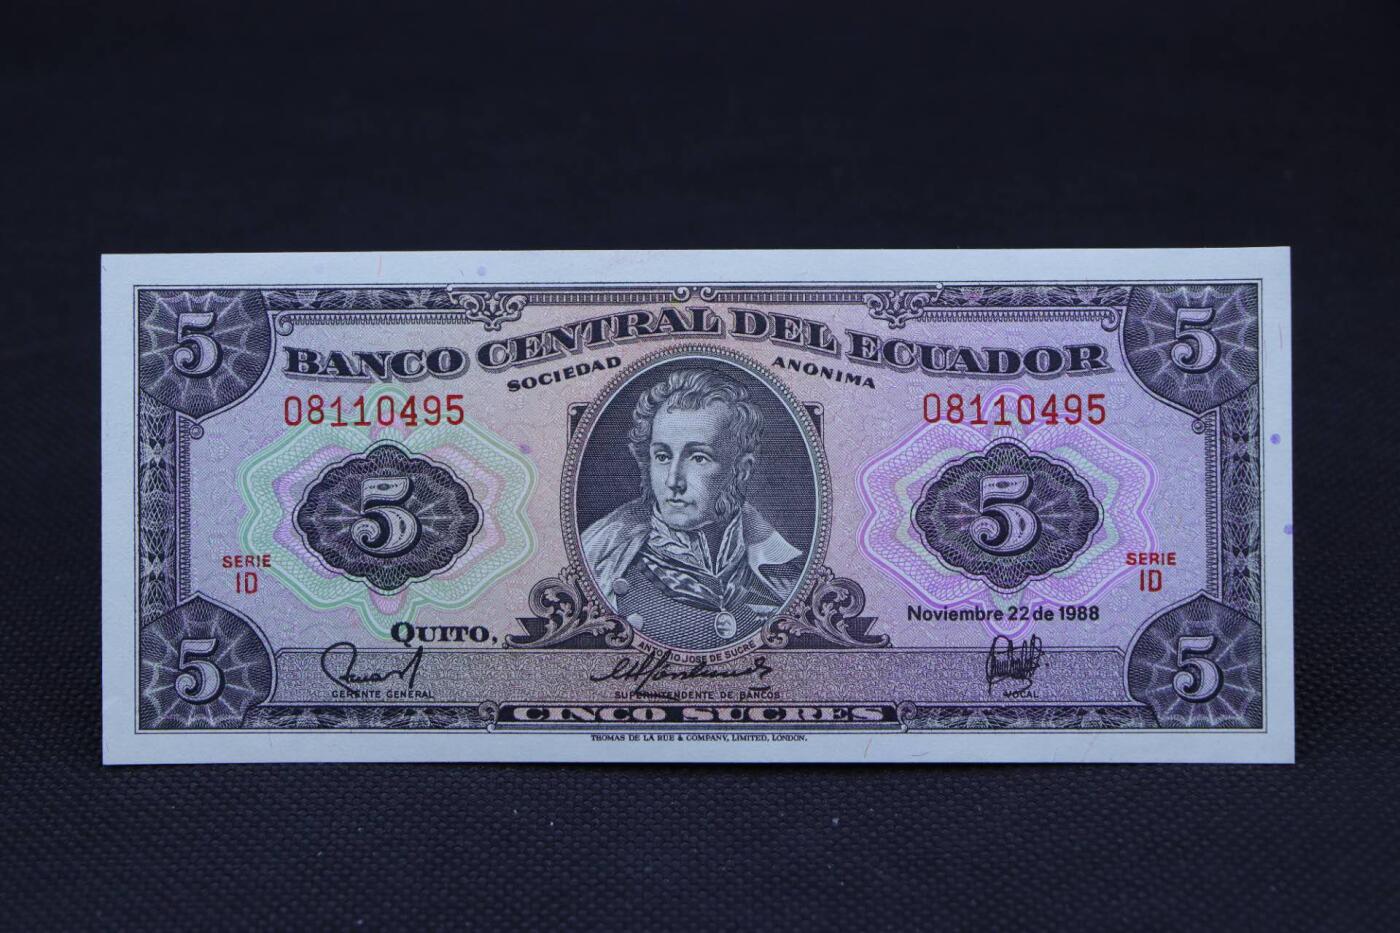 5 5
BANCO CENTRAL DEL ECUADOR
SOCIEDAD ANONIMA
08110495 08110495
5 5
SERIE
ID
SERIE
ID
QUITO,
Noviembre 22 de 1988
ANTONIO JOSE DE SUCRE
GERENTE GENERAL SUPERINTENDENTE DE BANCOS VOCAL
5 5
CINCO SUCRES
THOMAS DE LA RUE & COMPANY, LIMITED, LONDON.